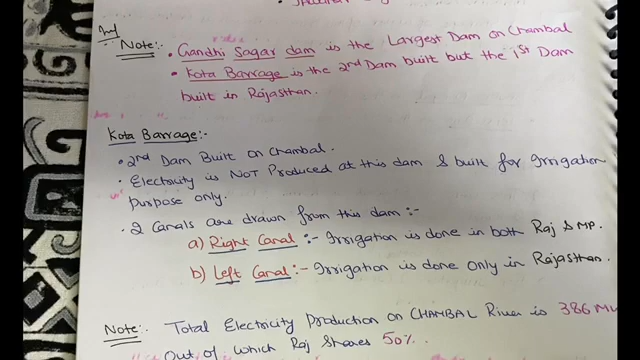 Imp
Note:. • Gandhi Sagar dam is the Largest Dam on Chambal
• Kota Barrage is the 2nd Dam built but the 1st Dam
built in Rajasthan.
Kota Barrage:-
• 2nd Dam Built on Chambal.
• Electricity is NOT Produced at this dam & built for Irrigation
purpose only.
• 2 Canals are drawn from this dam :-
a) Right Canal :- Irrigation is done in both Raj & MP.
b) Left Canal :- Irrigation is done only in Rajasthan.
Note:. Total Electricity Production on CHAMBAL River is 386 MW
Out of which Raj shares 50%.